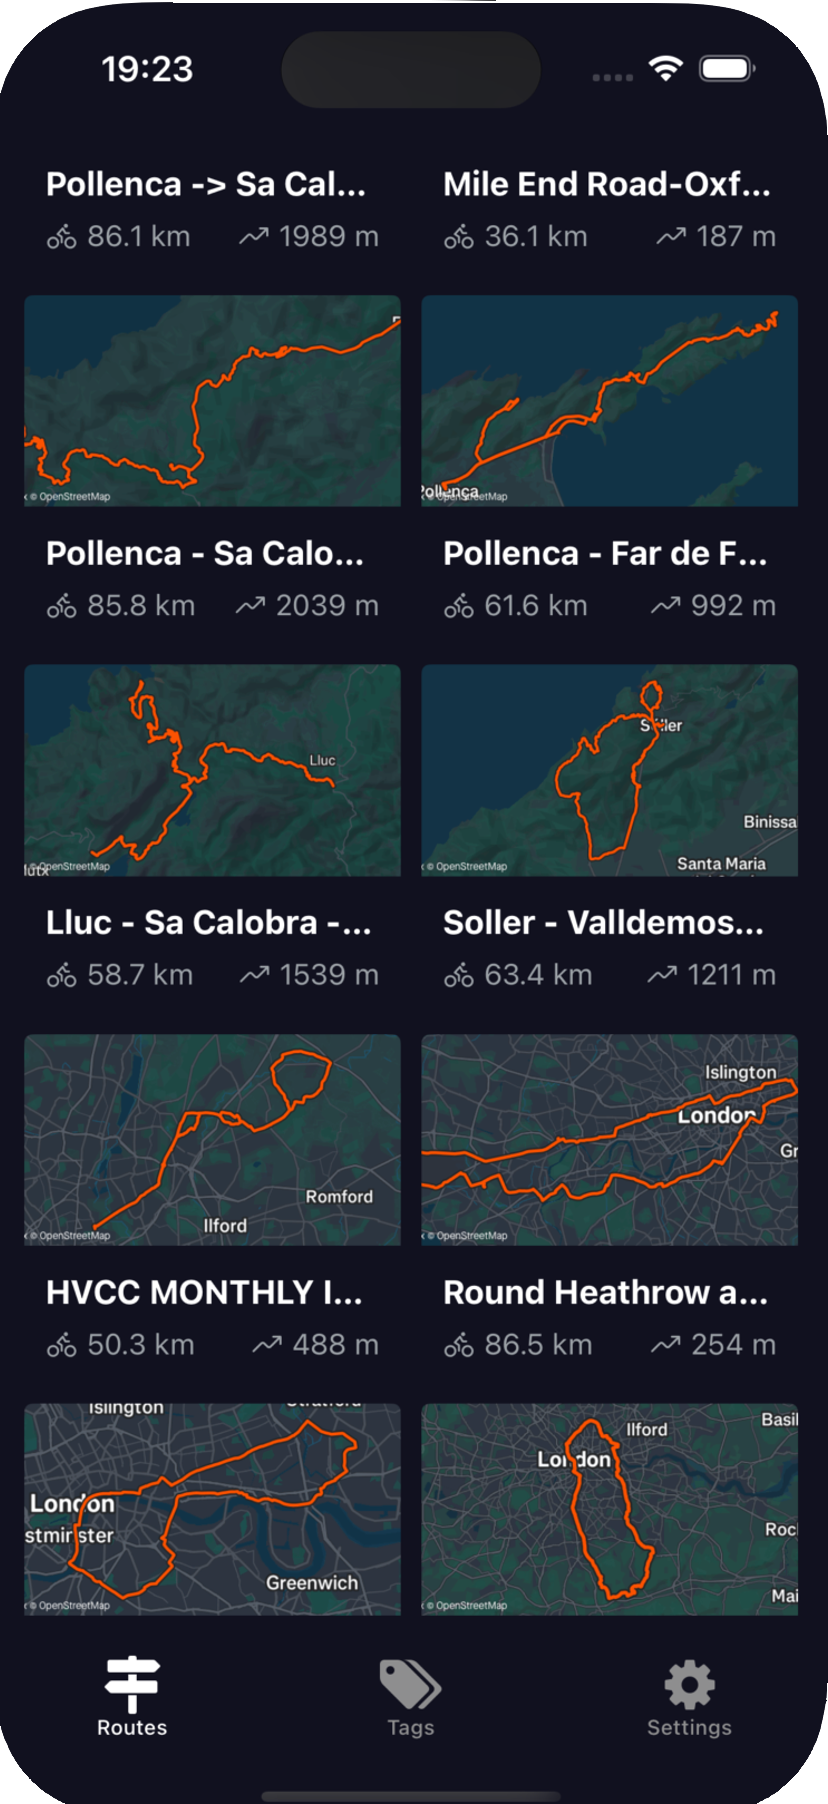 19:23
Pollenca -> Sa Cal...
86.1 km 1989 m
Mile End Road-Oxf...
36.1 km 187 m
© OpenStreetMap
Pollença
© OpenStreetMap
Pollenca - Sa Calo...
85.8 km 2039 m
Pollenca - Far de F...
61.6 km 992 m
Lluc
© OpenStreetMap
Sóller
Binissa
Santa Maria
© OpenStreetMap
Lluc - Sa Calobra -...
58.7 km 1539 m
Soller - Valldemos...
63.4 km 1211 m
Romford
Ilford
© OpenStreetMap
Islington
London
Gr
© OpenStreetMap
HVCC MONTHLY I...
50.3 km 488 m
Round Heathrow a...
86.5 km 254 m
Islington
Stratford
London
stminster
Greenwich
© OpenStreetMap
Ilford
Basil
London
Roc
Mai
© OpenStreetMap
Routes
Tags
Settings